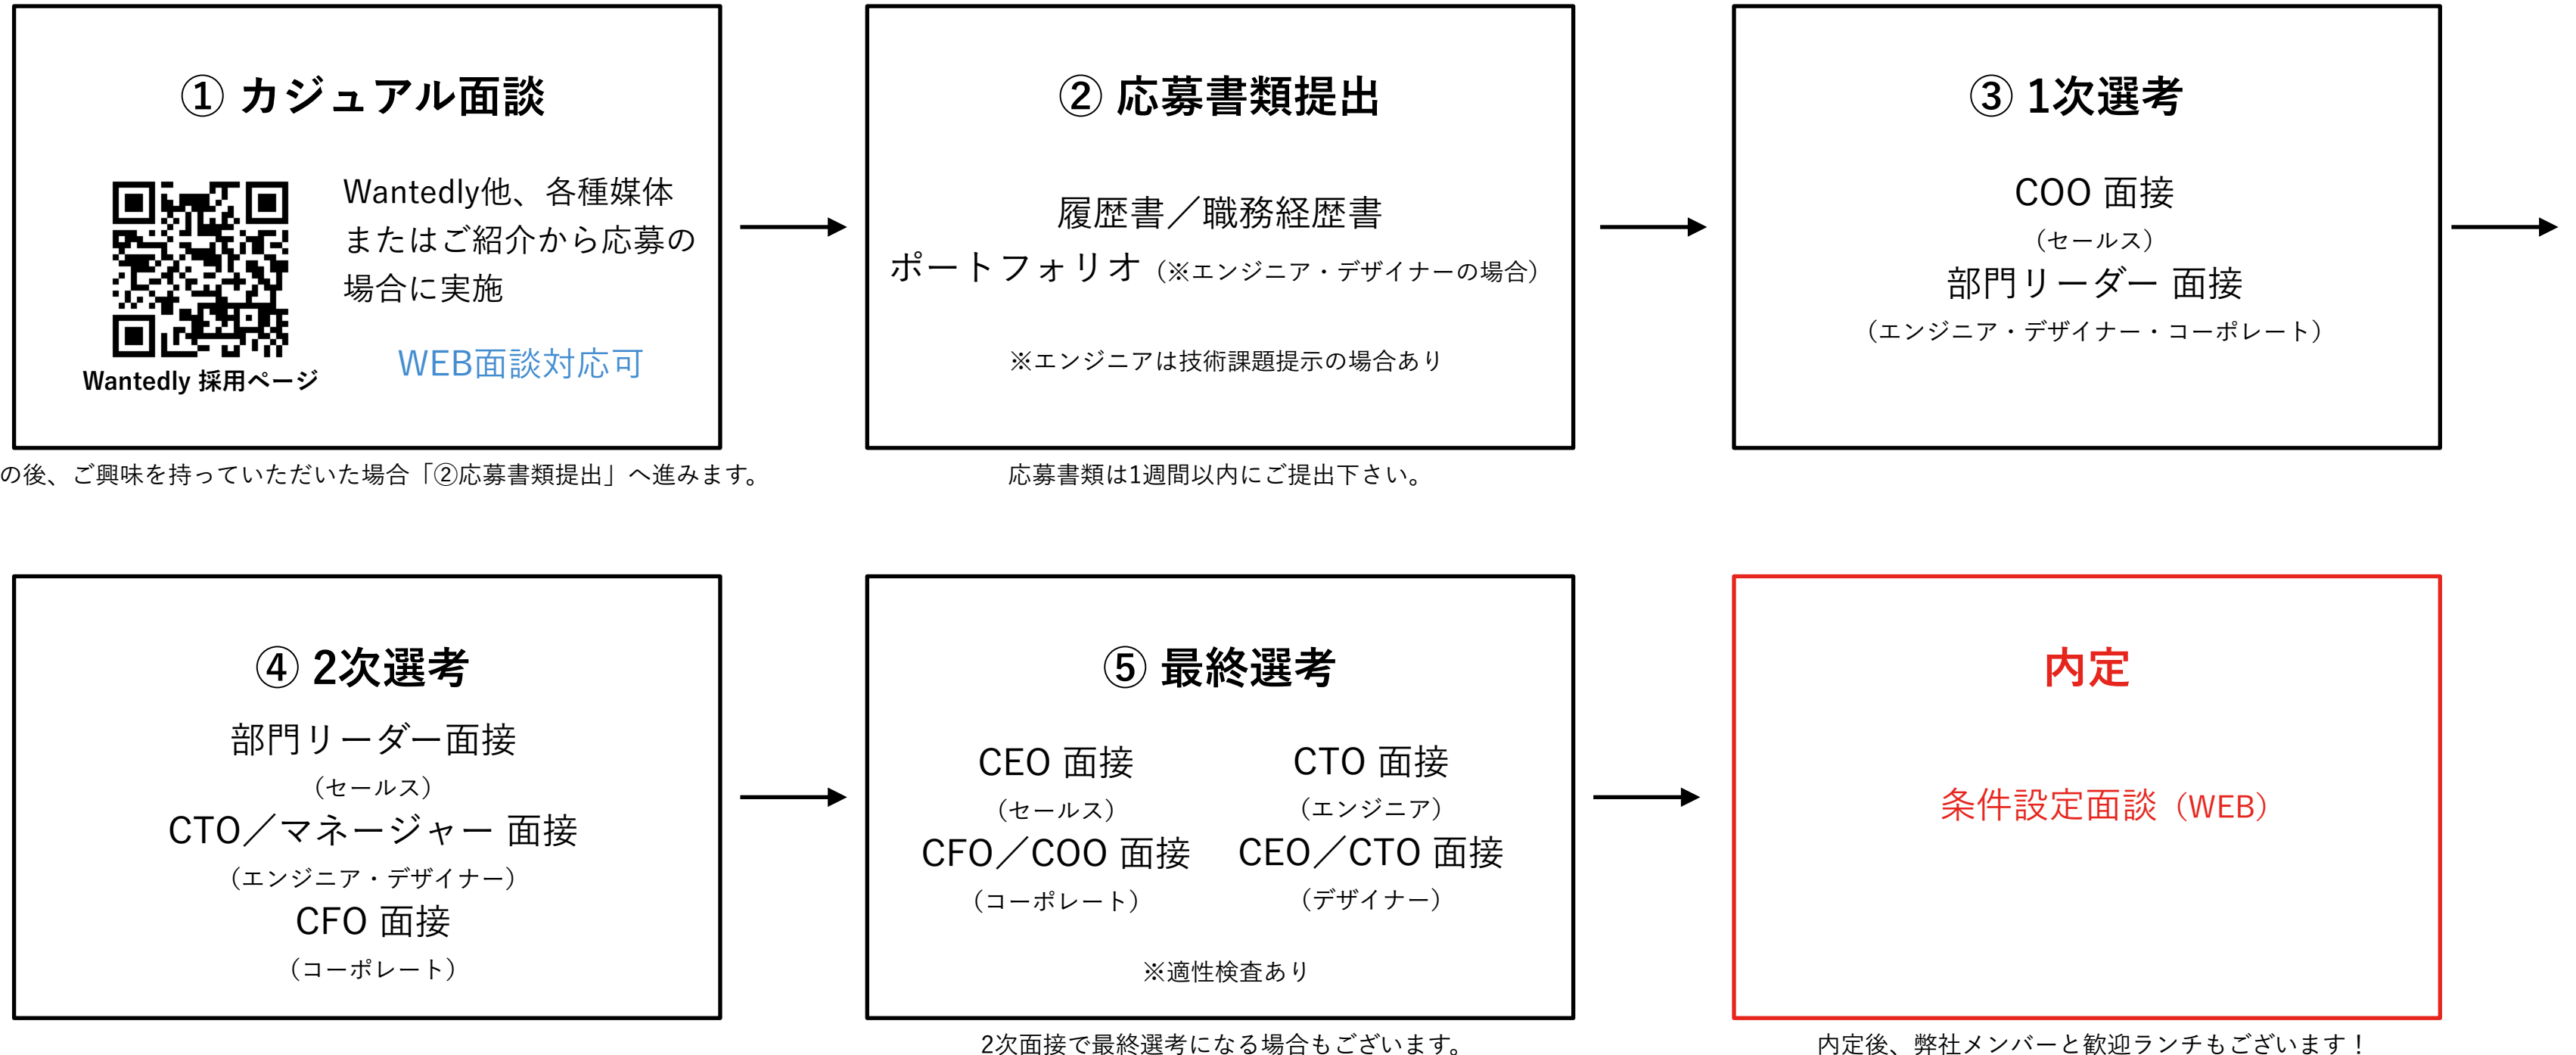 ① カジュアル面談
Wantedly他、各種媒体
またはご紹介から応募の
場合に実施
WEB面談対応可
Wantedly 採用ページ
の後、ご興味を持っていただいた場合「②応募書類提出」へ進みます。
② 応募書類提出
履歴書／職務経歴書
ポートフォリオ（※エンジニア・デザイナーの場合）
※エンジニアは技術課題提示の場合あり
応募書類は1週間以内にご提出下さい。
③ 1次選考
COO 面接
（セールス）
部門リーダー 面接
（エンジニア・デザイナー・コーポレート）
④ 2次選考
部門リーダー面接
（セールス）
CTO／マネージャー 面接
（エンジニア・デザイナー）
CFO 面接
（コーポレート）
⑤ 最終選考
CEO 面接
（セールス）
CFO／COO 面接
（コーポレート）
CTO 面接
（エンジニア）
CEO／CTO 面接
（デザイナー）
※適性検査あり
2次面接で最終選考になる場合もございます。
内定
条件設定面談（WEB）
内定後、弊社メンバーと歓迎ランチもございます！